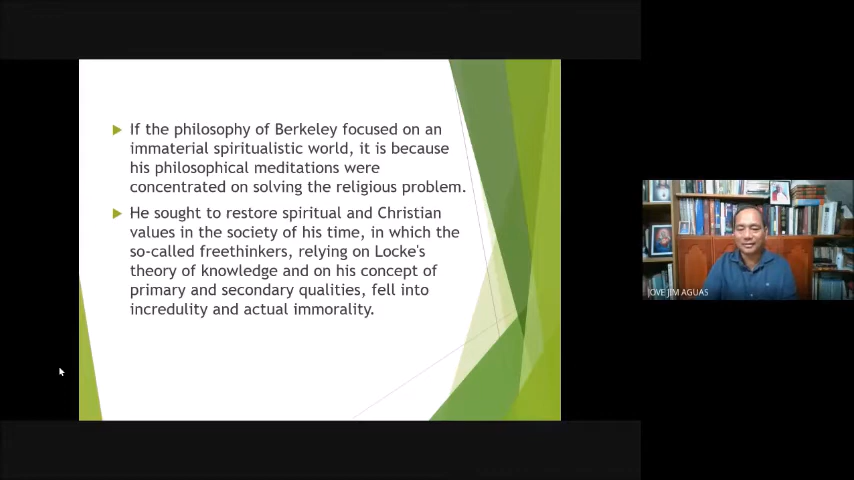 If the philosophy of Berkeley focused on an
immaterial spiritualistic world, it is because
his philosophical meditations were
concentrated on solving the religious problem.
He sought to restore spiritual and Christian
values in the society of his time, in which the
so-called freethinkers, relying on Locke's
theory of knowledge and on his concept of
primary and secondary qualities, fell into
incredulity and actual immorality.
JOVE JIM AGUAS